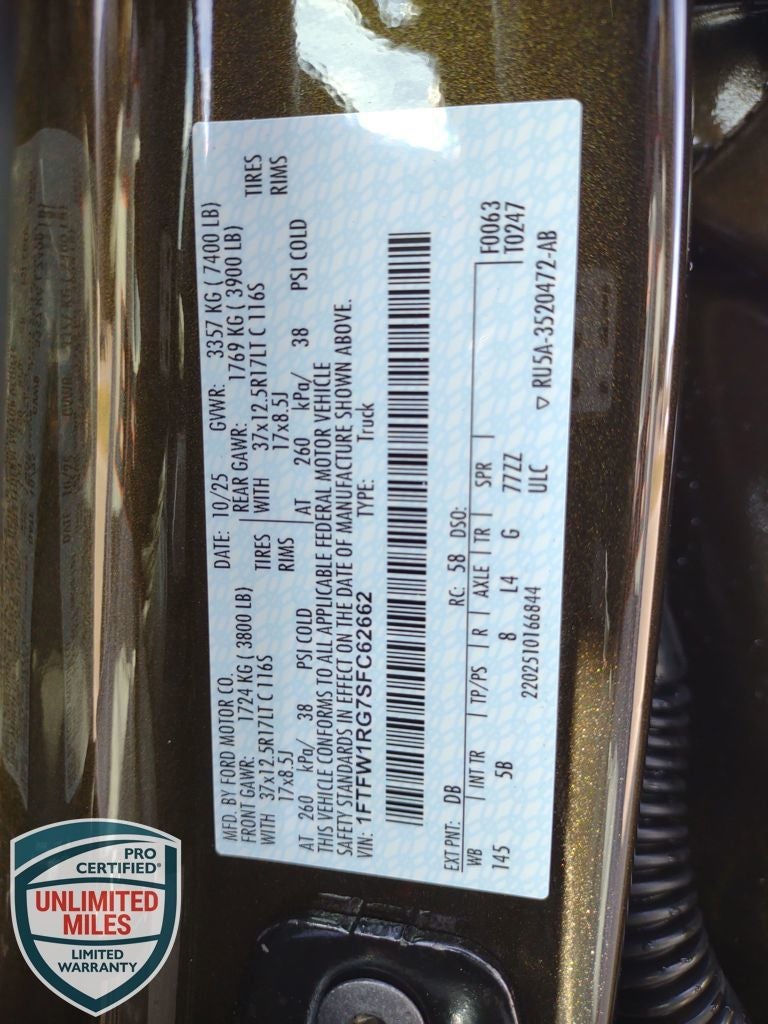 MFD. BY FORD MOTOR CO. DATE: 10/25 GVWR: 3357 KG ( 7400 LB)
FRONT GAWR: 1724 KG ( 3800 LB) REAR GAWR: 1769 KG ( 3900 LB)
WITH 37x12.5R17LT C 116S TIRES WITH 37x12.5R17LT C 116S TIRES
17x8.5J RIMS 17x8.5J RIMS
AT 260 kPa/ 38 PSI COLD AT 260 kPa/ 38 PSI COLD
THIS VEHICLE CONFORMS TO ALL APPLICABLE FEDERAL MOTOR VEHICLE
SAFETY STANDARDS IN EFFECT ON THE DATE OF MANUFACTURE SHOWN ABOVE.
VIN: 1FTFW1RG7SFC62662 TYPE: Truck
EXT PNT: DB RC: 58 DSO: F0063
WB INT TR TP/PS R AXLE TR SPR T0247
145 5B 8 L4 G 77ZZ
2202510166844 ULC ▽ RU5A-3520472-AB
PRO
CERTIFIED®
UNLIMITED
MILES
LIMITED
WARRANTY